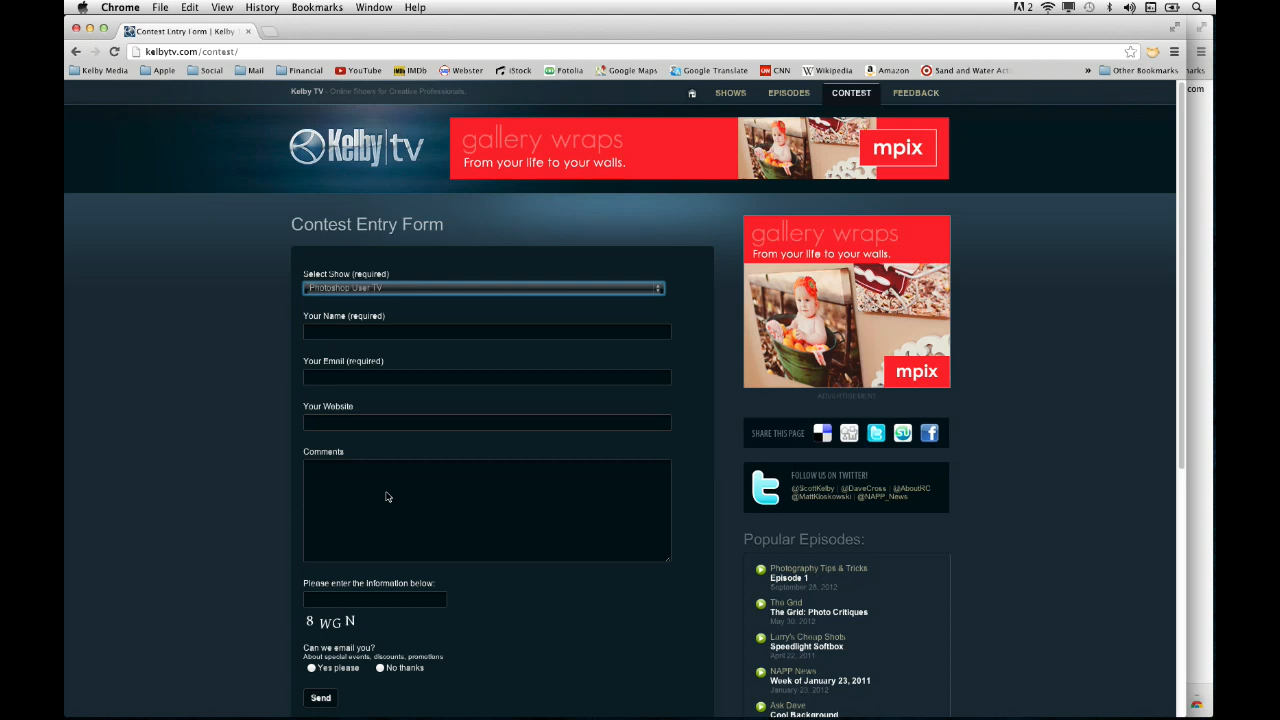 Chrome File Edit View History Bookmarks Window Help
2
Contest Entry Form | Kelby
kelbytv.com/contest/
Kelby Media Apple Social Mail Financial YouTube IMDb Webster iStock Fotolia Google Maps Google Translate CNN Wikipedia Amazon Sand and Water » Other Bookmarks
Kelby TV - Online Shows for Creative Professionals.
SHOWS EPISODES CONTEST FEEDBACK
Kelby tv
gallery wraps
From your life to your walls.
mpix
Contest Entry Form
Select Show (required)
Photoshop User TV
Your Name (required)
Your Email (required)
Your Website
Comments
Please enter the information below:
8 WG N
Can we email you?
About special events, discounts, promotions
Yes please No thanks
Send
gallery wraps
From your life to your walls.
mpix
ADVERTISEMENT
SHARE THIS PAGE
FOLLOW US ON TWITTER!
@ScottKelby | @DaveCross | @AboutRC
@MattKloskowski | @NAPP_News
Popular Episodes:
Photography Tips & Tricks
Episode 1
September 28, 2012
The Grid
The Grid: Photo Critiques
May 30, 2012
Larry's Cheap Shots
Speedlight Softbox
April 22, 2011
NAPP News
Week of January 23, 2011
January 23, 2012
Ask Dave
Cool Background